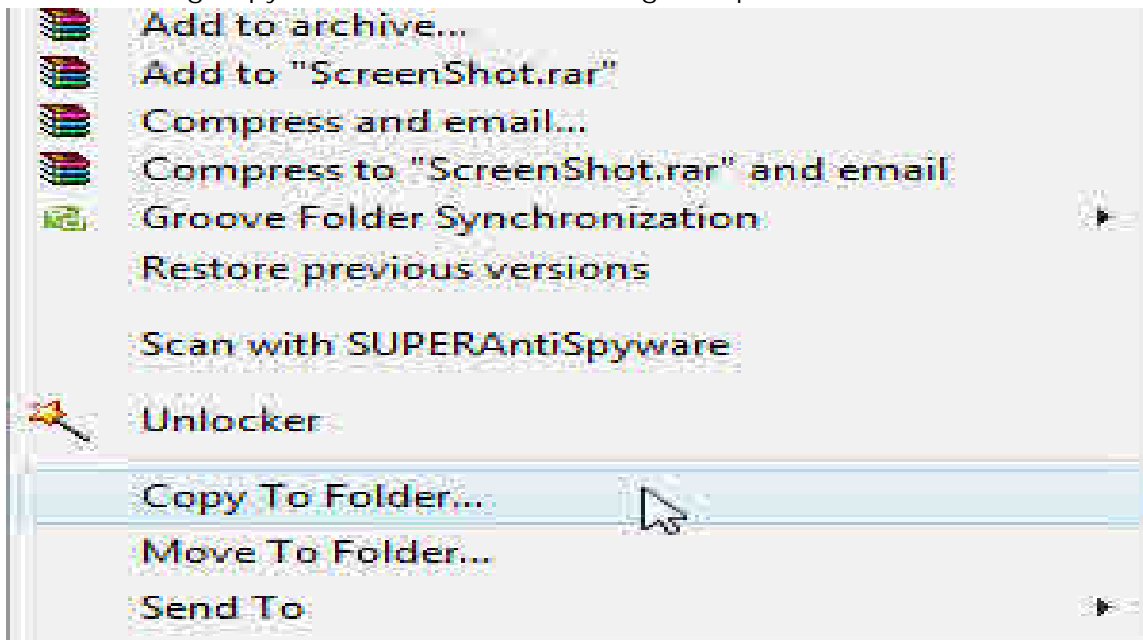 Add to archive...
Add to "ScreenShot.rar"
Compress and email...
Compress to "ScreenShot.rar" and email
Groove Folder Synchronization
Restore previous versions
Scan with SUPERAntiSpyware
Unlocker
Copy To Folder...
Move To Folder...
Send To